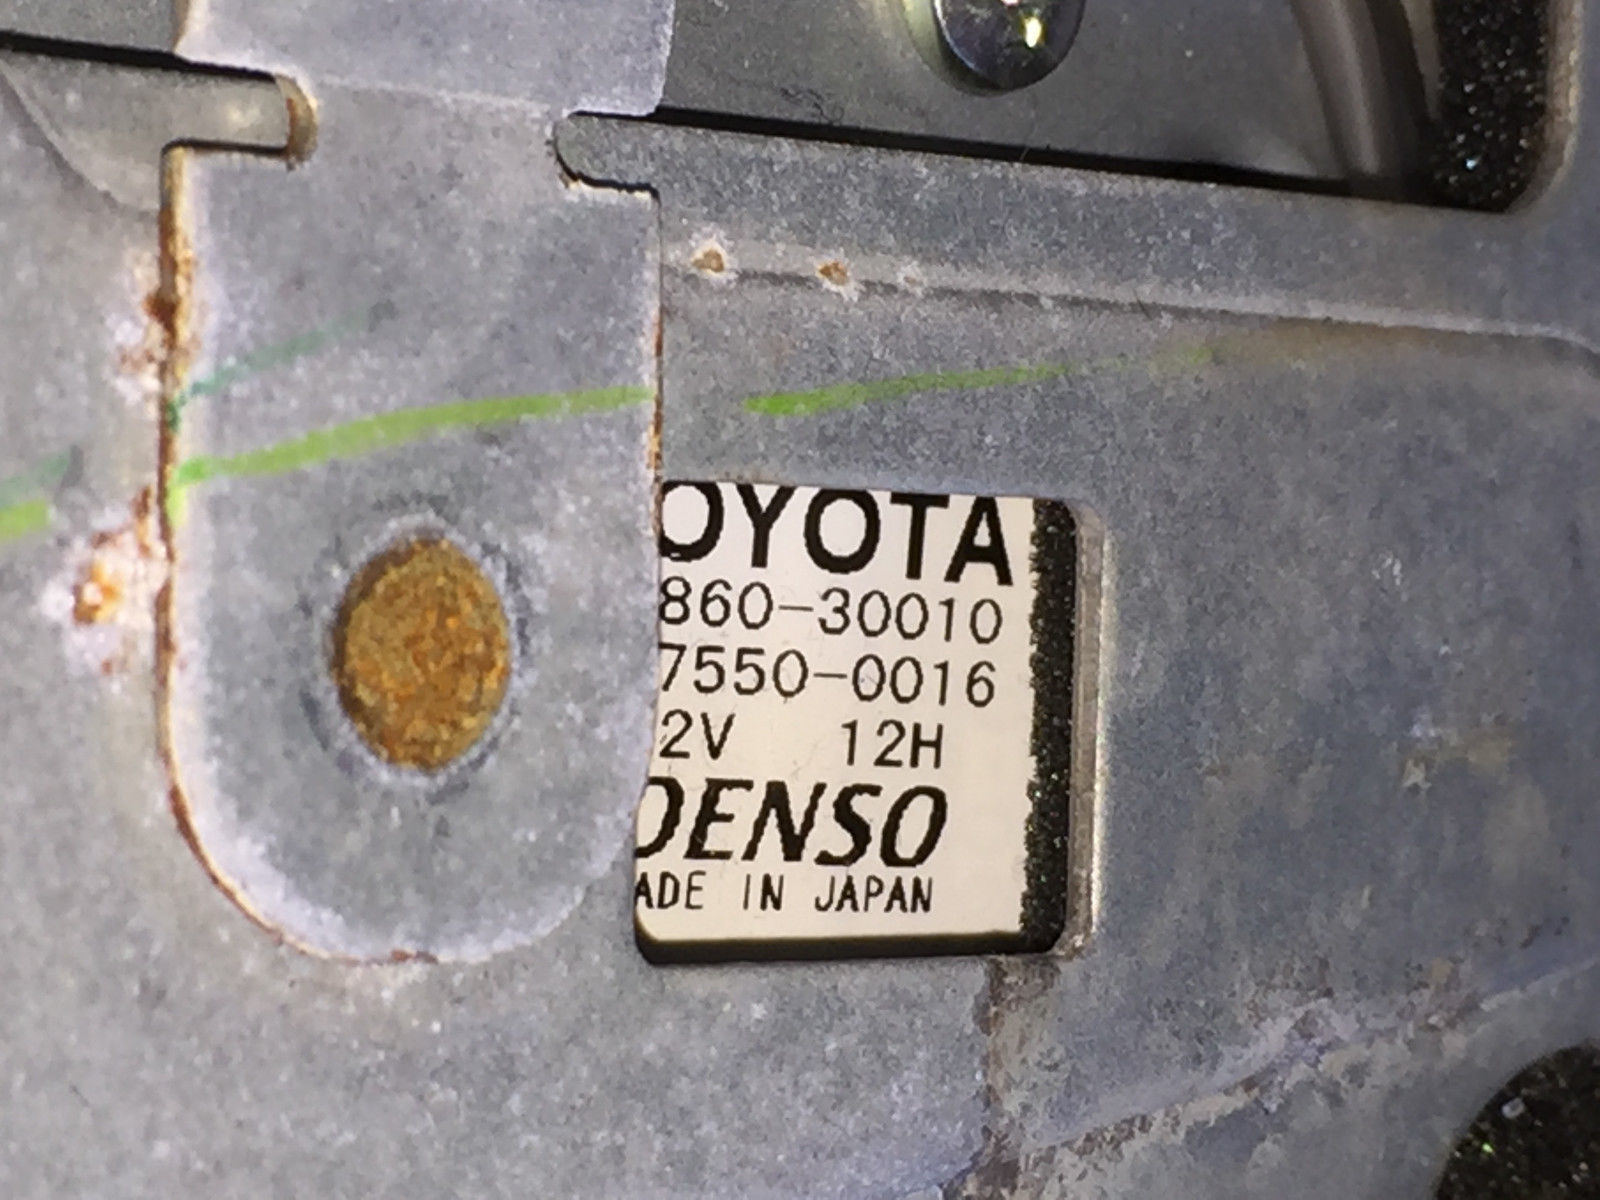 OYOTA
860-30010
7550-0016
2V 12H
DENSO
ADE IN JAPAN